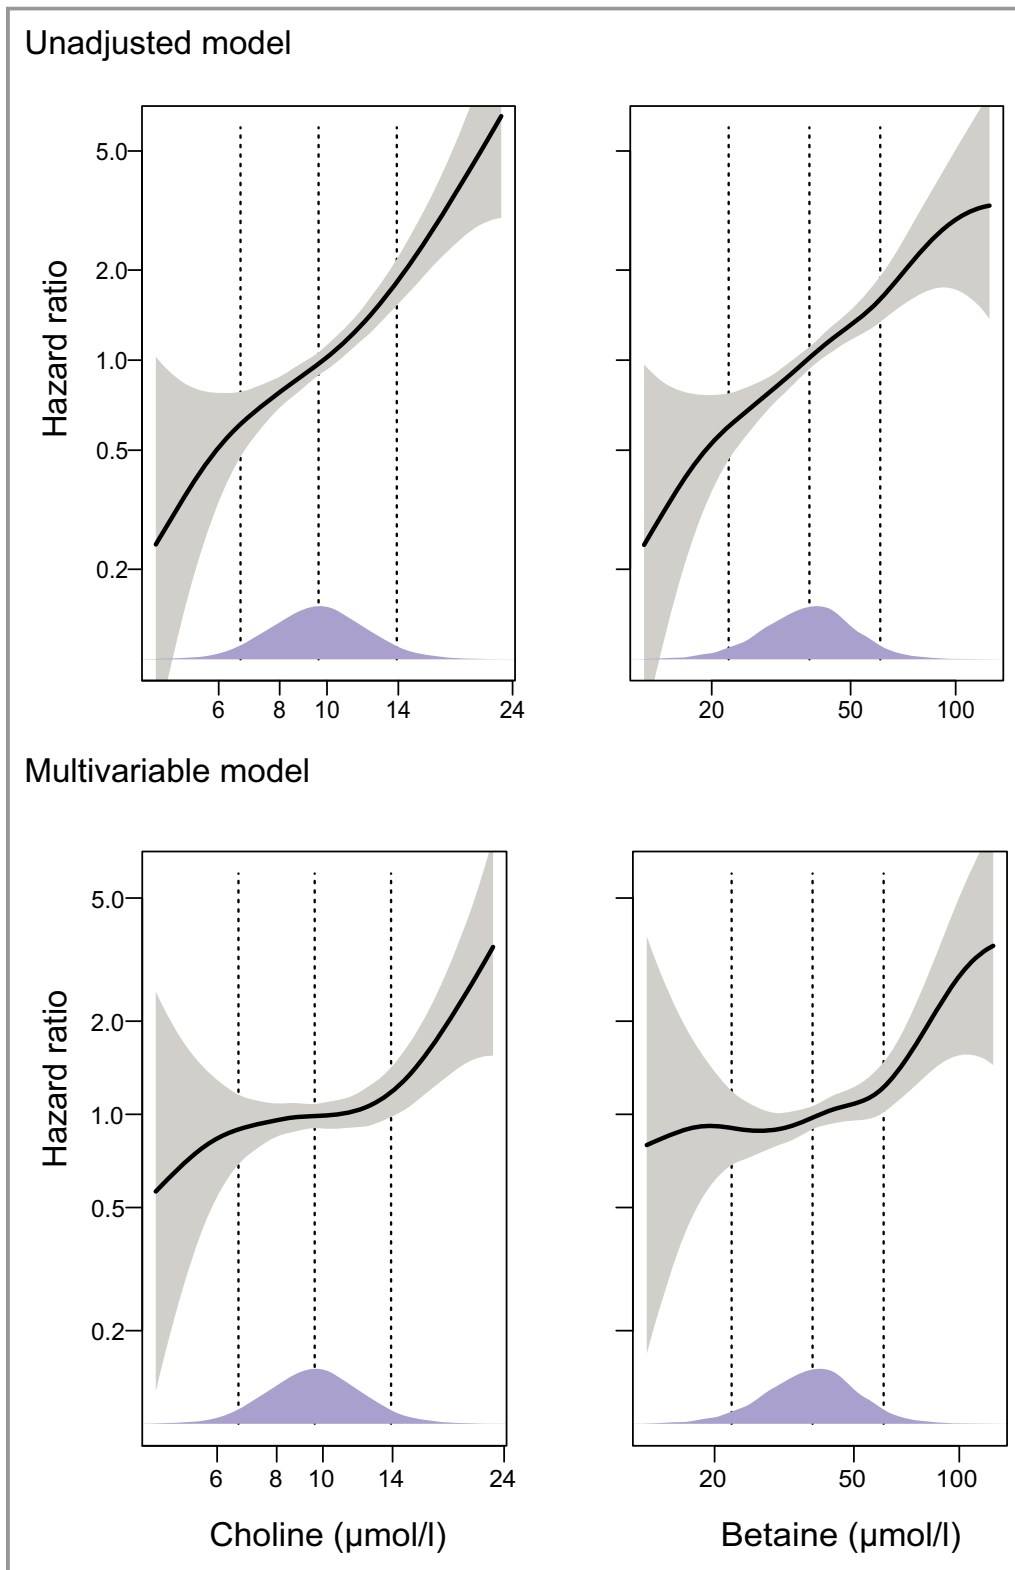 Unadjusted model
Hazard ratio
5.0
2.0
1.0
0.5
0.2
6 8 10 14 24
20 50 100
Multivariable model
Hazard ratio
5.0
2.0
1.0
0.5
0.2
6 8 10 14 24
20 50 100
Choline (µmol/l)
Betaine (µmol/l)